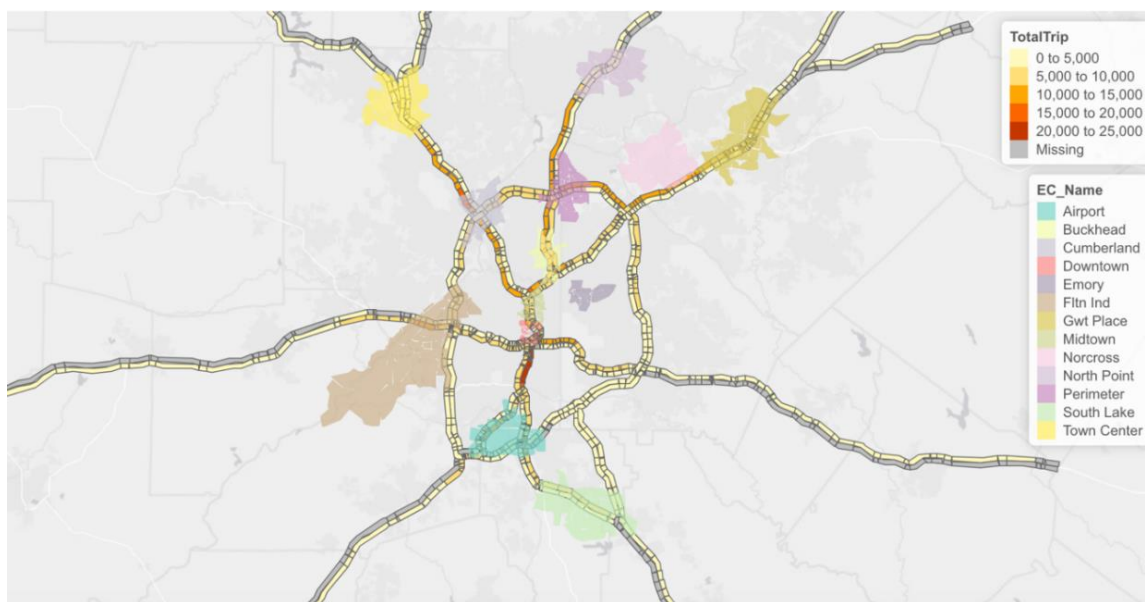 TotalTrip
0 to 5,000
5,000 to 10,000
10,000 to 15,000
15,000 to 20,000
20,000 to 25,000
Missing
EC_Name
Airport
Buckhead
Cumberland
Downtown
Emory
Fltn Ind
Gwt Place
Midtown
Norcross
North Point
Perimeter
South Lake
Town Center